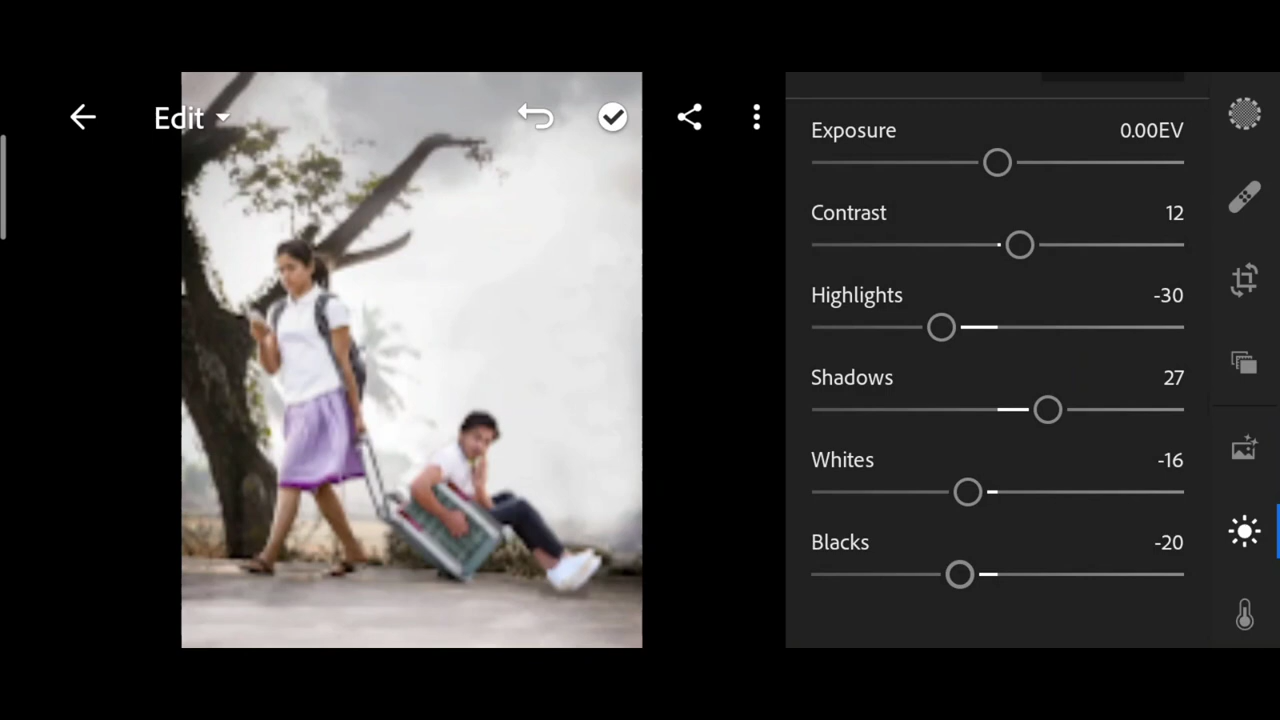 Edit
Exposure 0.00EV
Contrast 12
Highlights -30
Shadows 27
Whites -16
Blacks -20